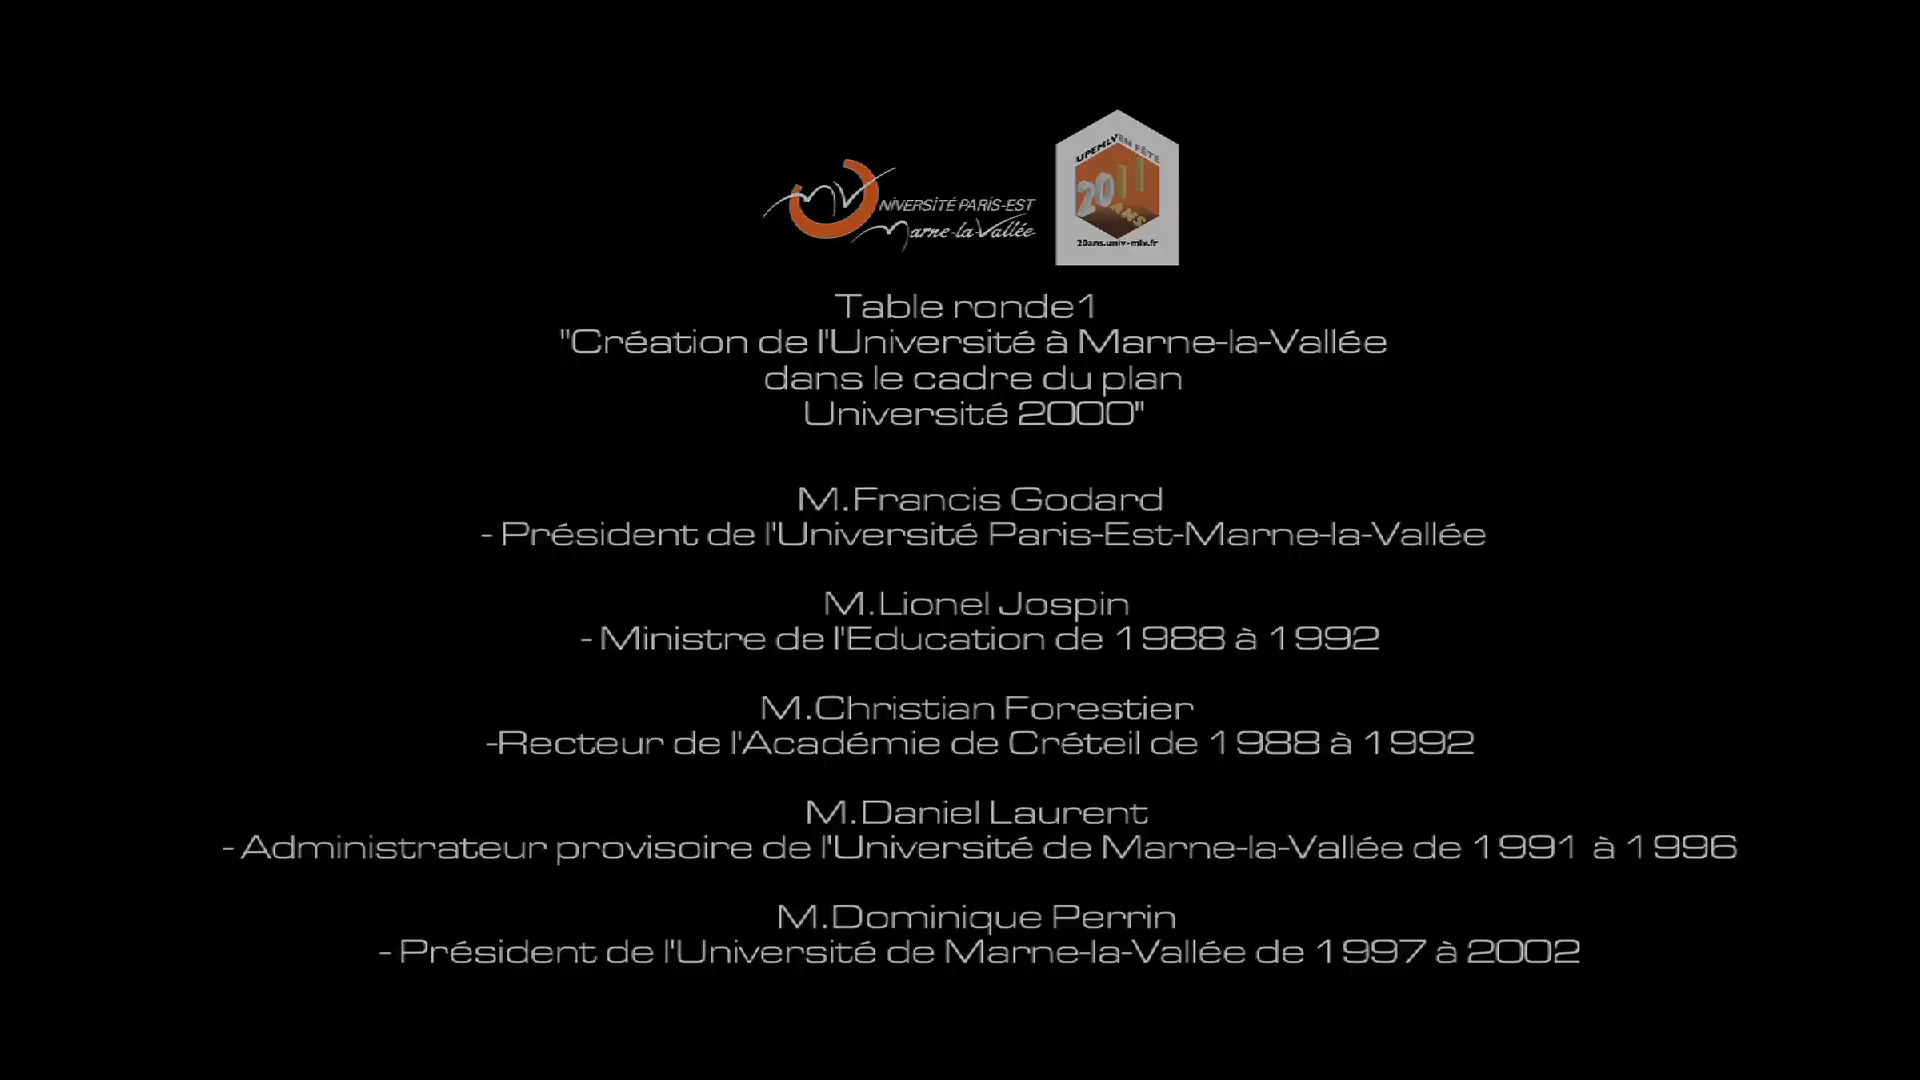 UNIVERSITÉ PARIS-EST
Marne-la-Vallée
UPEMLV EN FÊTE
2011
20 ANS
20ans.univ-mlv.fr
Table ronde1
"Création de l'Université à Marne-la-Vallée
dans le cadre du plan
Université 2000"
M.Francis Godard
- Président de l'Université Paris-Est-Marne-la-Vallée
M.Lionel Jospin
- Ministre de l'Education de 1988 à 1992
M.Christian Forestier
-Recteur de l'Académie de Créteil de 1988 à 1992
M.Daniel Laurent
- Administrateur provisoire de l'Université de Marne-la-Vallée de 1991 à 1996
M.Dominique Perrin
- Président de l'Université de Marne-la-Vallée de 1997 à 2002